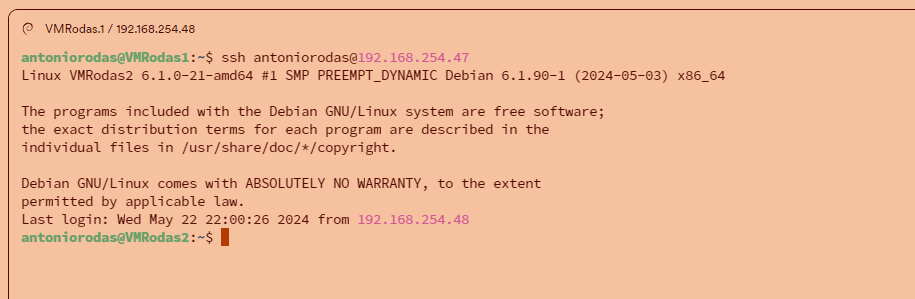 VMRodas.1 / 192.168.254.48
antoniorodas@VMRodas1:~$ ssh antoniorodas@192.168.254.47
Linux VMRodas2 6.1.0-21-amd64 #1 SMP PREEMPT_DYNAMIC Debian 6.1.90-1 (2024-05-03) x86_64
The programs included with the Debian GNU/Linux system are free software;
the exact distribution terms for each program are described in the
individual files in /usr/share/doc/*/copyright.
Debian GNU/Linux comes with ABSOLUTELY NO WARRANTY, to the extent
permitted by applicable law.
Last login: Wed May 22 22:00:26 2024 from 192.168.254.48
antoniorodas@VMRodas2:~$